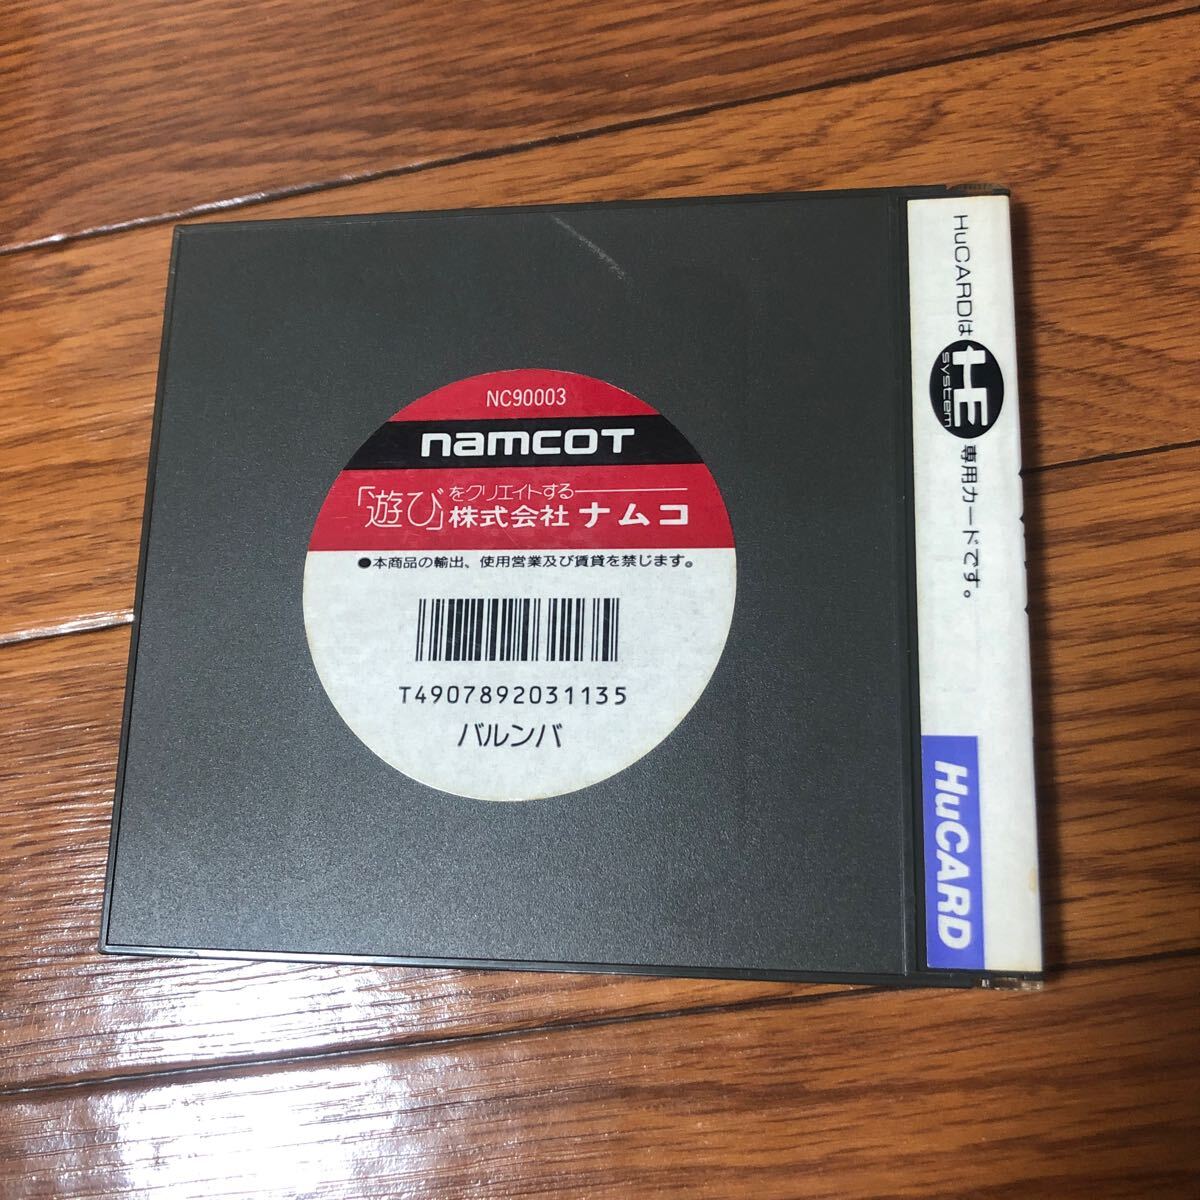 NC90003
namcot
「遊び」をクリエイトする
株式会社ナムコ
●本商品の輸出、使用営業及び賃貸を禁じます。
T4907892031135
バルンバ
HuCARDは HE system 専用カードです。
HuCARD